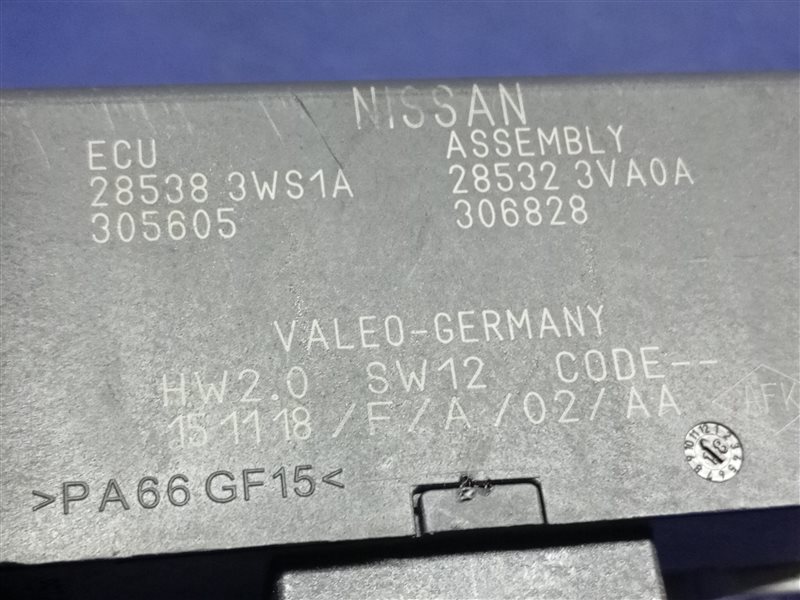 NISSAN
ECU
28538 3WS1A
305605
ASSEMBLY
28532 3VA0A
306828
VALEO-GERMANY
HW2.0 SW12 CODE--
151118/F/A/02/AA
>PA66 GF15<